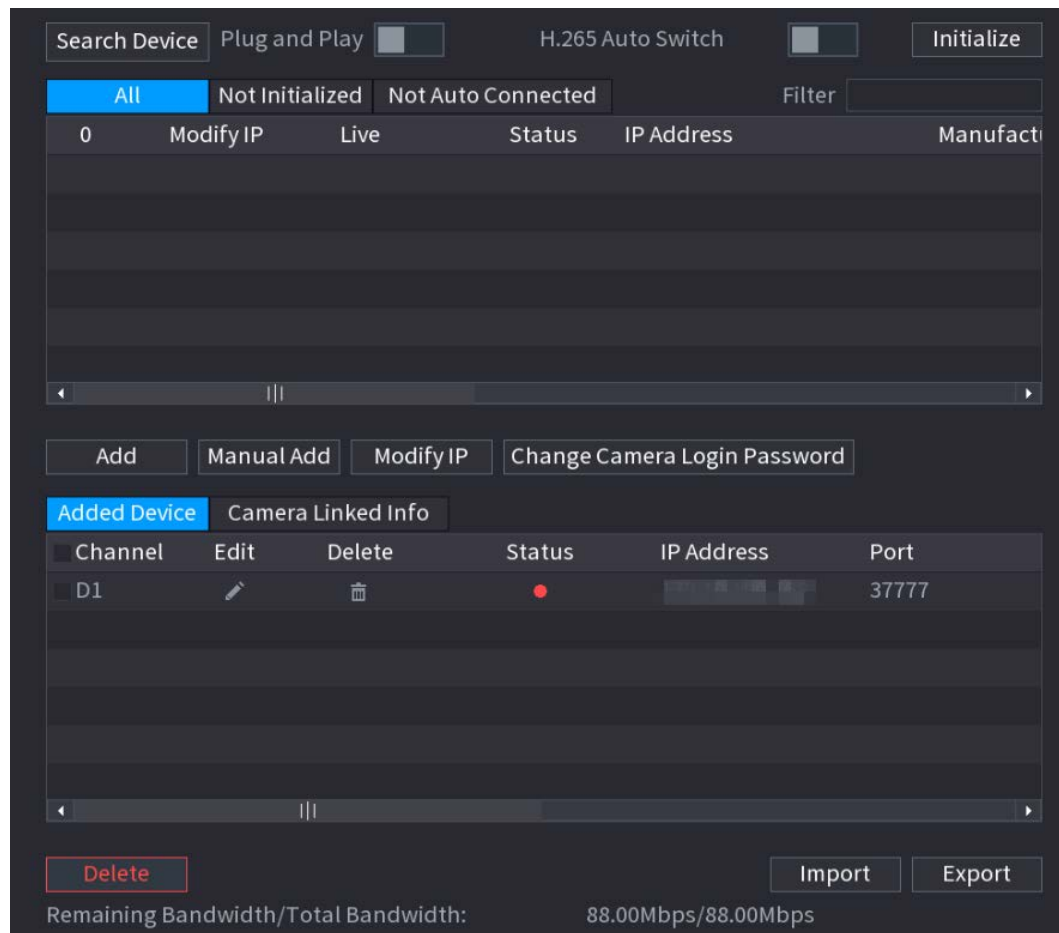 Search Device Plug and Play H.265 Auto Switch Initialize
All Not Initialized Not Auto Connected Filter
0 Modify IP Live Status IP Address Manufact
Add Manual Add Modify IP Change Camera Login Password
Added Device Camera Linked Info
Channel Edit Delete Status IP Address Port
D1 37777
Delete Import Export
Remaining Bandwidth/Total Bandwidth: 88.00Mbps/88.00Mbps